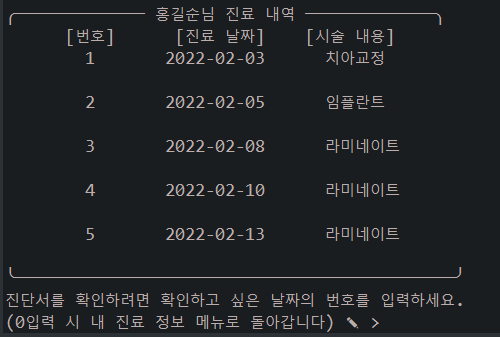 홍길순님 진료 내역
[번호] [진료 날짜] [시술 내용]
1 2022-02-03 치아교정
2 2022-02-05 임플란트
3 2022-02-08 라미네이트
4 2022-02-10 라미네이트
5 2022-02-13 라미네이트
진단서를 확인하려면 확인하고 싶은 날짜의 번호를 입력하세요.
(0입력 시 내 진료 정보 메뉴로 돌아갑니다) ✎ >